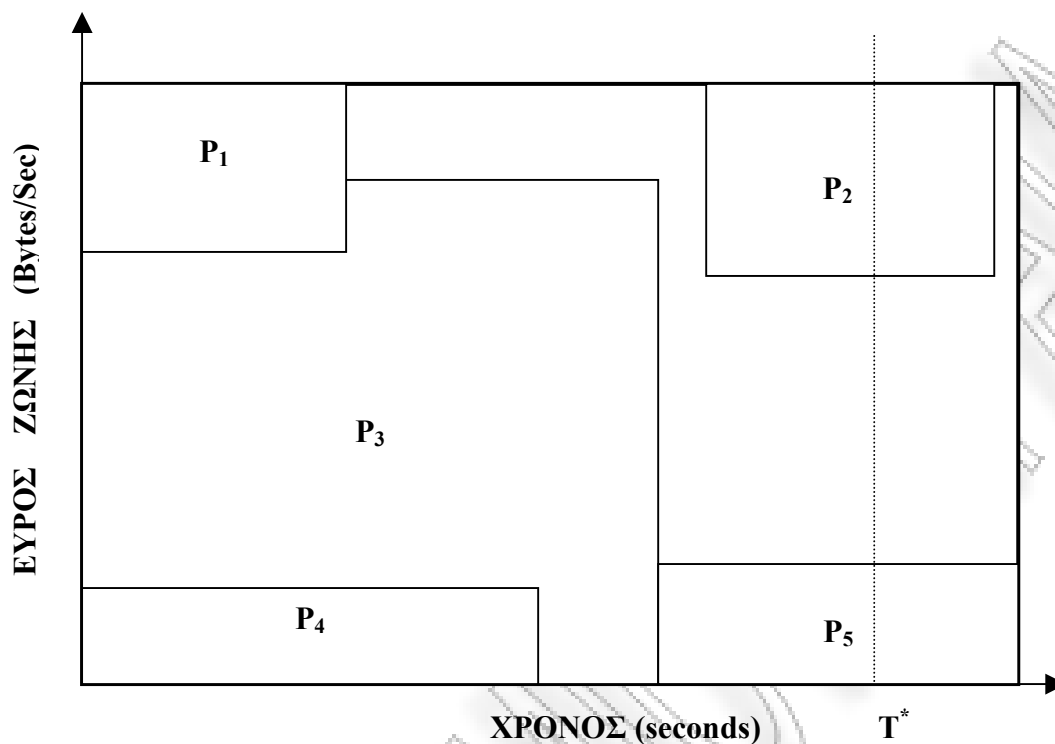 ΕΥΡΟΣ ΖΩΝΗΣ (Bytes/Sec)
P₁
P₂
P₃
P₄
P₅
ΧΡΟΝΟΣ (seconds)
T*